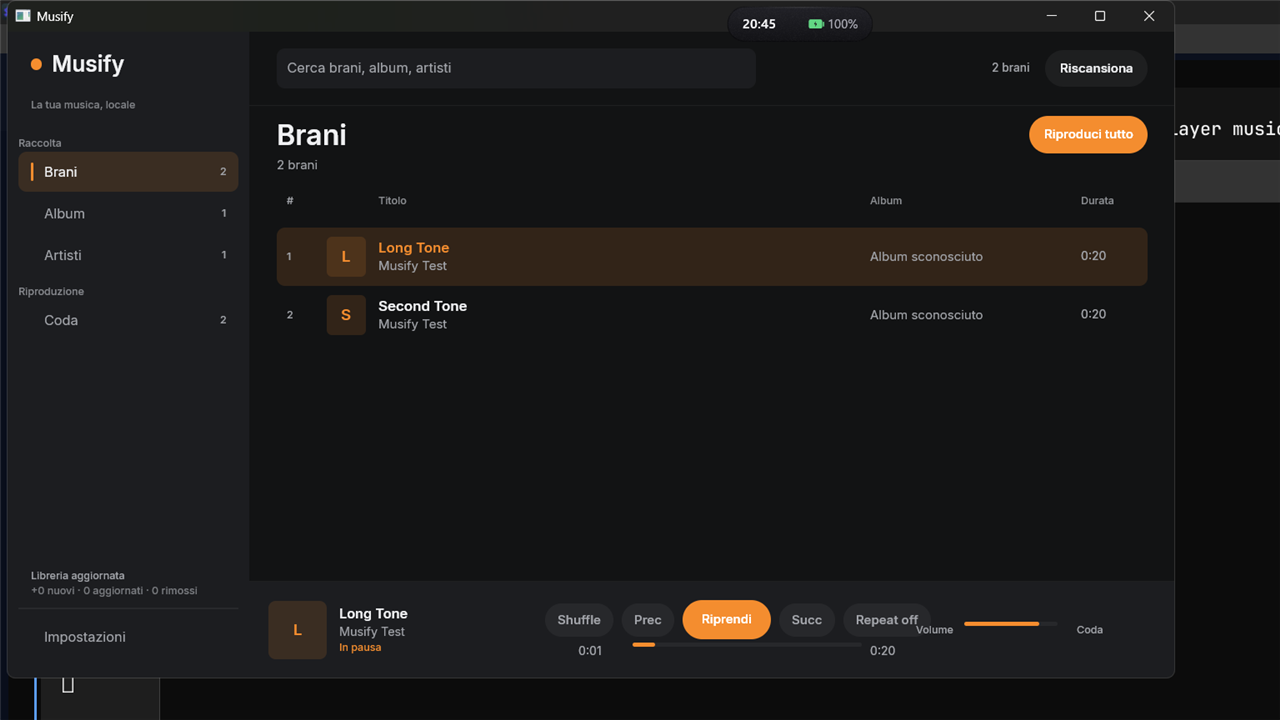 Musify
20:45
100%
Musify
La tua musica, locale
Raccolta
Brani 2
Album 1
Artisti 1
Riproduzione
Coda 2
Libreria aggiornata
+0 nuovi · 0 aggiornati · 0 rimossi
Impostazioni
Cerca brani, album, artisti
2 brani
Riscansiona
Brani
2 brani
Riproduci tutto
# Titolo Album Durata
1 L Long Tone Album sconosciuto 0:20
Musify Test
2 S Second Tone Album sconosciuto 0:20
Musify Test
L
Long Tone
Musify Test
In pausa
Shuffle Prec Riprendi Succ Repeat off
0:01 0:20
Volume
Coda
layer music